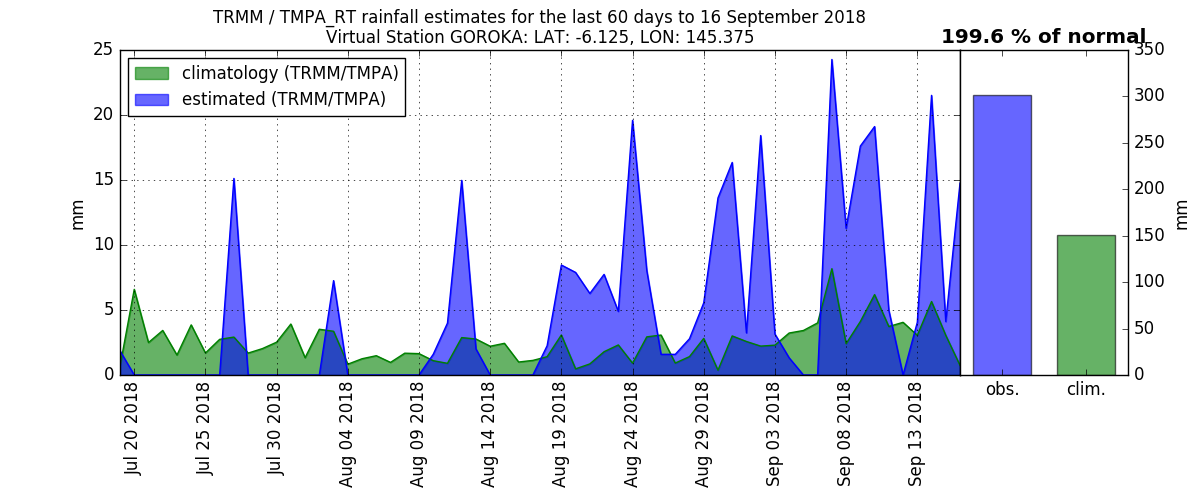 TRMM / TMPA_RT rainfall estimates for the last 60 days to 16 September 2018
Virtual Station GOROKA: LAT: -6.125, LON: 145.375
199.6 % of normal
climatology (TRMM/TMPA)
estimated (TRMM/TMPA)
25
20
15
10
5
0
mm
Jul 20 2018
Jul 25 2018
Jul 30 2018
Aug 04 2018
Aug 09 2018
Aug 14 2018
Aug 19 2018
Aug 24 2018
Aug 29 2018
Sep 03 2018
Sep 08 2018
Sep 13 2018
obs.
clim.
350
300
250
200
150
100
50
0
mm